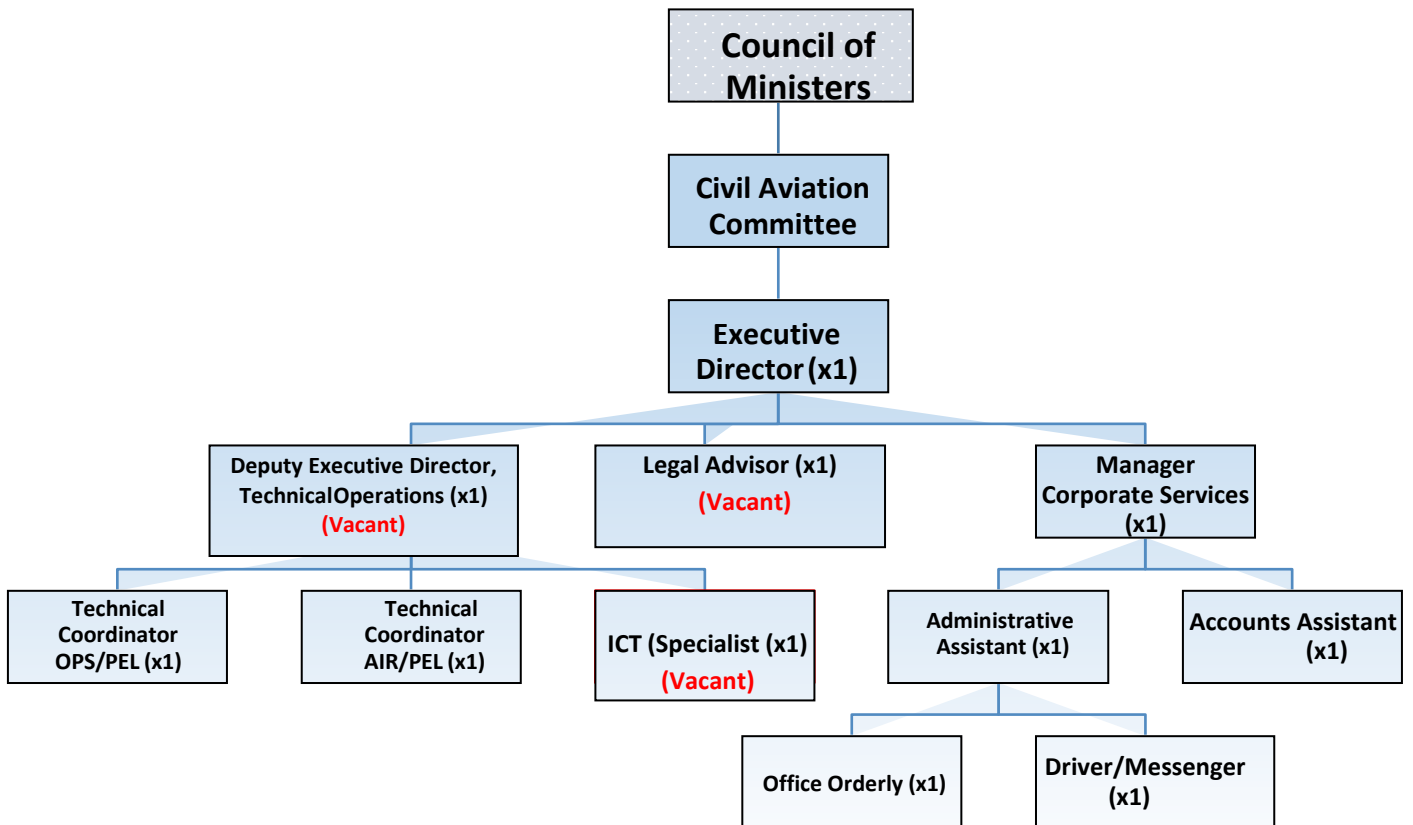 Council of
Ministers
Civil Aviation
Committee
Executive
Director (x1)
Deputy Executive Director,
TechnicalOperations (x1)
(Vacant)
Legal Advisor (x1)
(Vacant)
Manager
Corporate Services
(x1)
Technical
Coordinator
OPS/PEL (x1)
Technical
Coordinator
AIR/PEL (x1)
ICT (Specialist (x1)
(Vacant)
Administrative
Assistant (x1)
Accounts Assistant
(x1)
Office Orderly (x1)
Driver/Messenger
(x1)